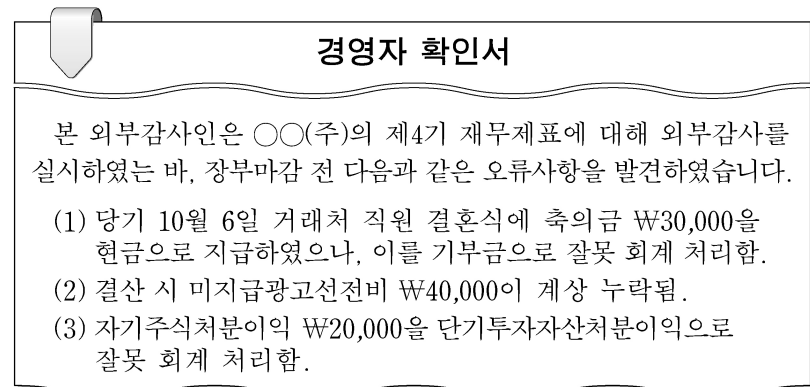 경영자 확인서
본 외부감사인은 ○○(주)의 제4기 재무제표에 대해 외부감사를
실시하였는 바, 장부마감 전 다음과 같은 오류사항을 발견하였습니다.
(1) 당기 10월 6일 거래처 직원 결혼식에 축의금 ₩30,000을
현금으로 지급하였으나, 이를 기부금으로 잘못 회계 처리함.
(2) 결산 시 미지급광고선전비 ₩40,000이 계상 누락됨.
(3) 자기주식처분이익 ₩20,000을 단기투자자산처분이익으로
잘못 회계 처리함.